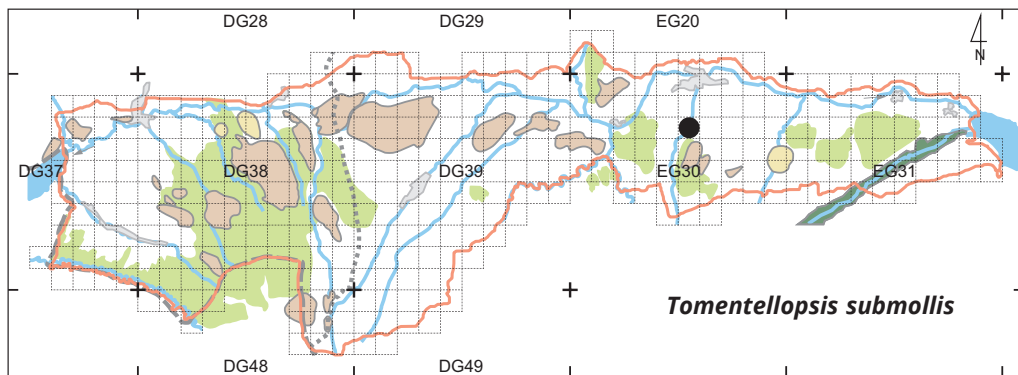 DG28 DG29 EG20
N
DG37 DG38 DG39 EG30 EG31
Tomentellopsis submollis
DG48 DG49